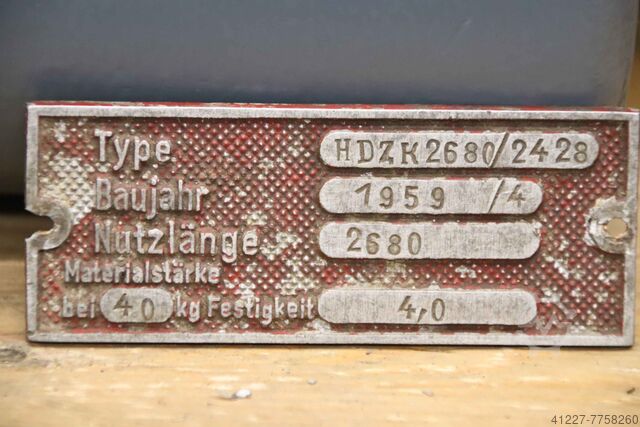 Type HDZK2680/2428
Baujahr 1959/4
Nutzlänge 2680
Materialstärke
bei 40 kg Festigkeit 4,0
41227-7758260